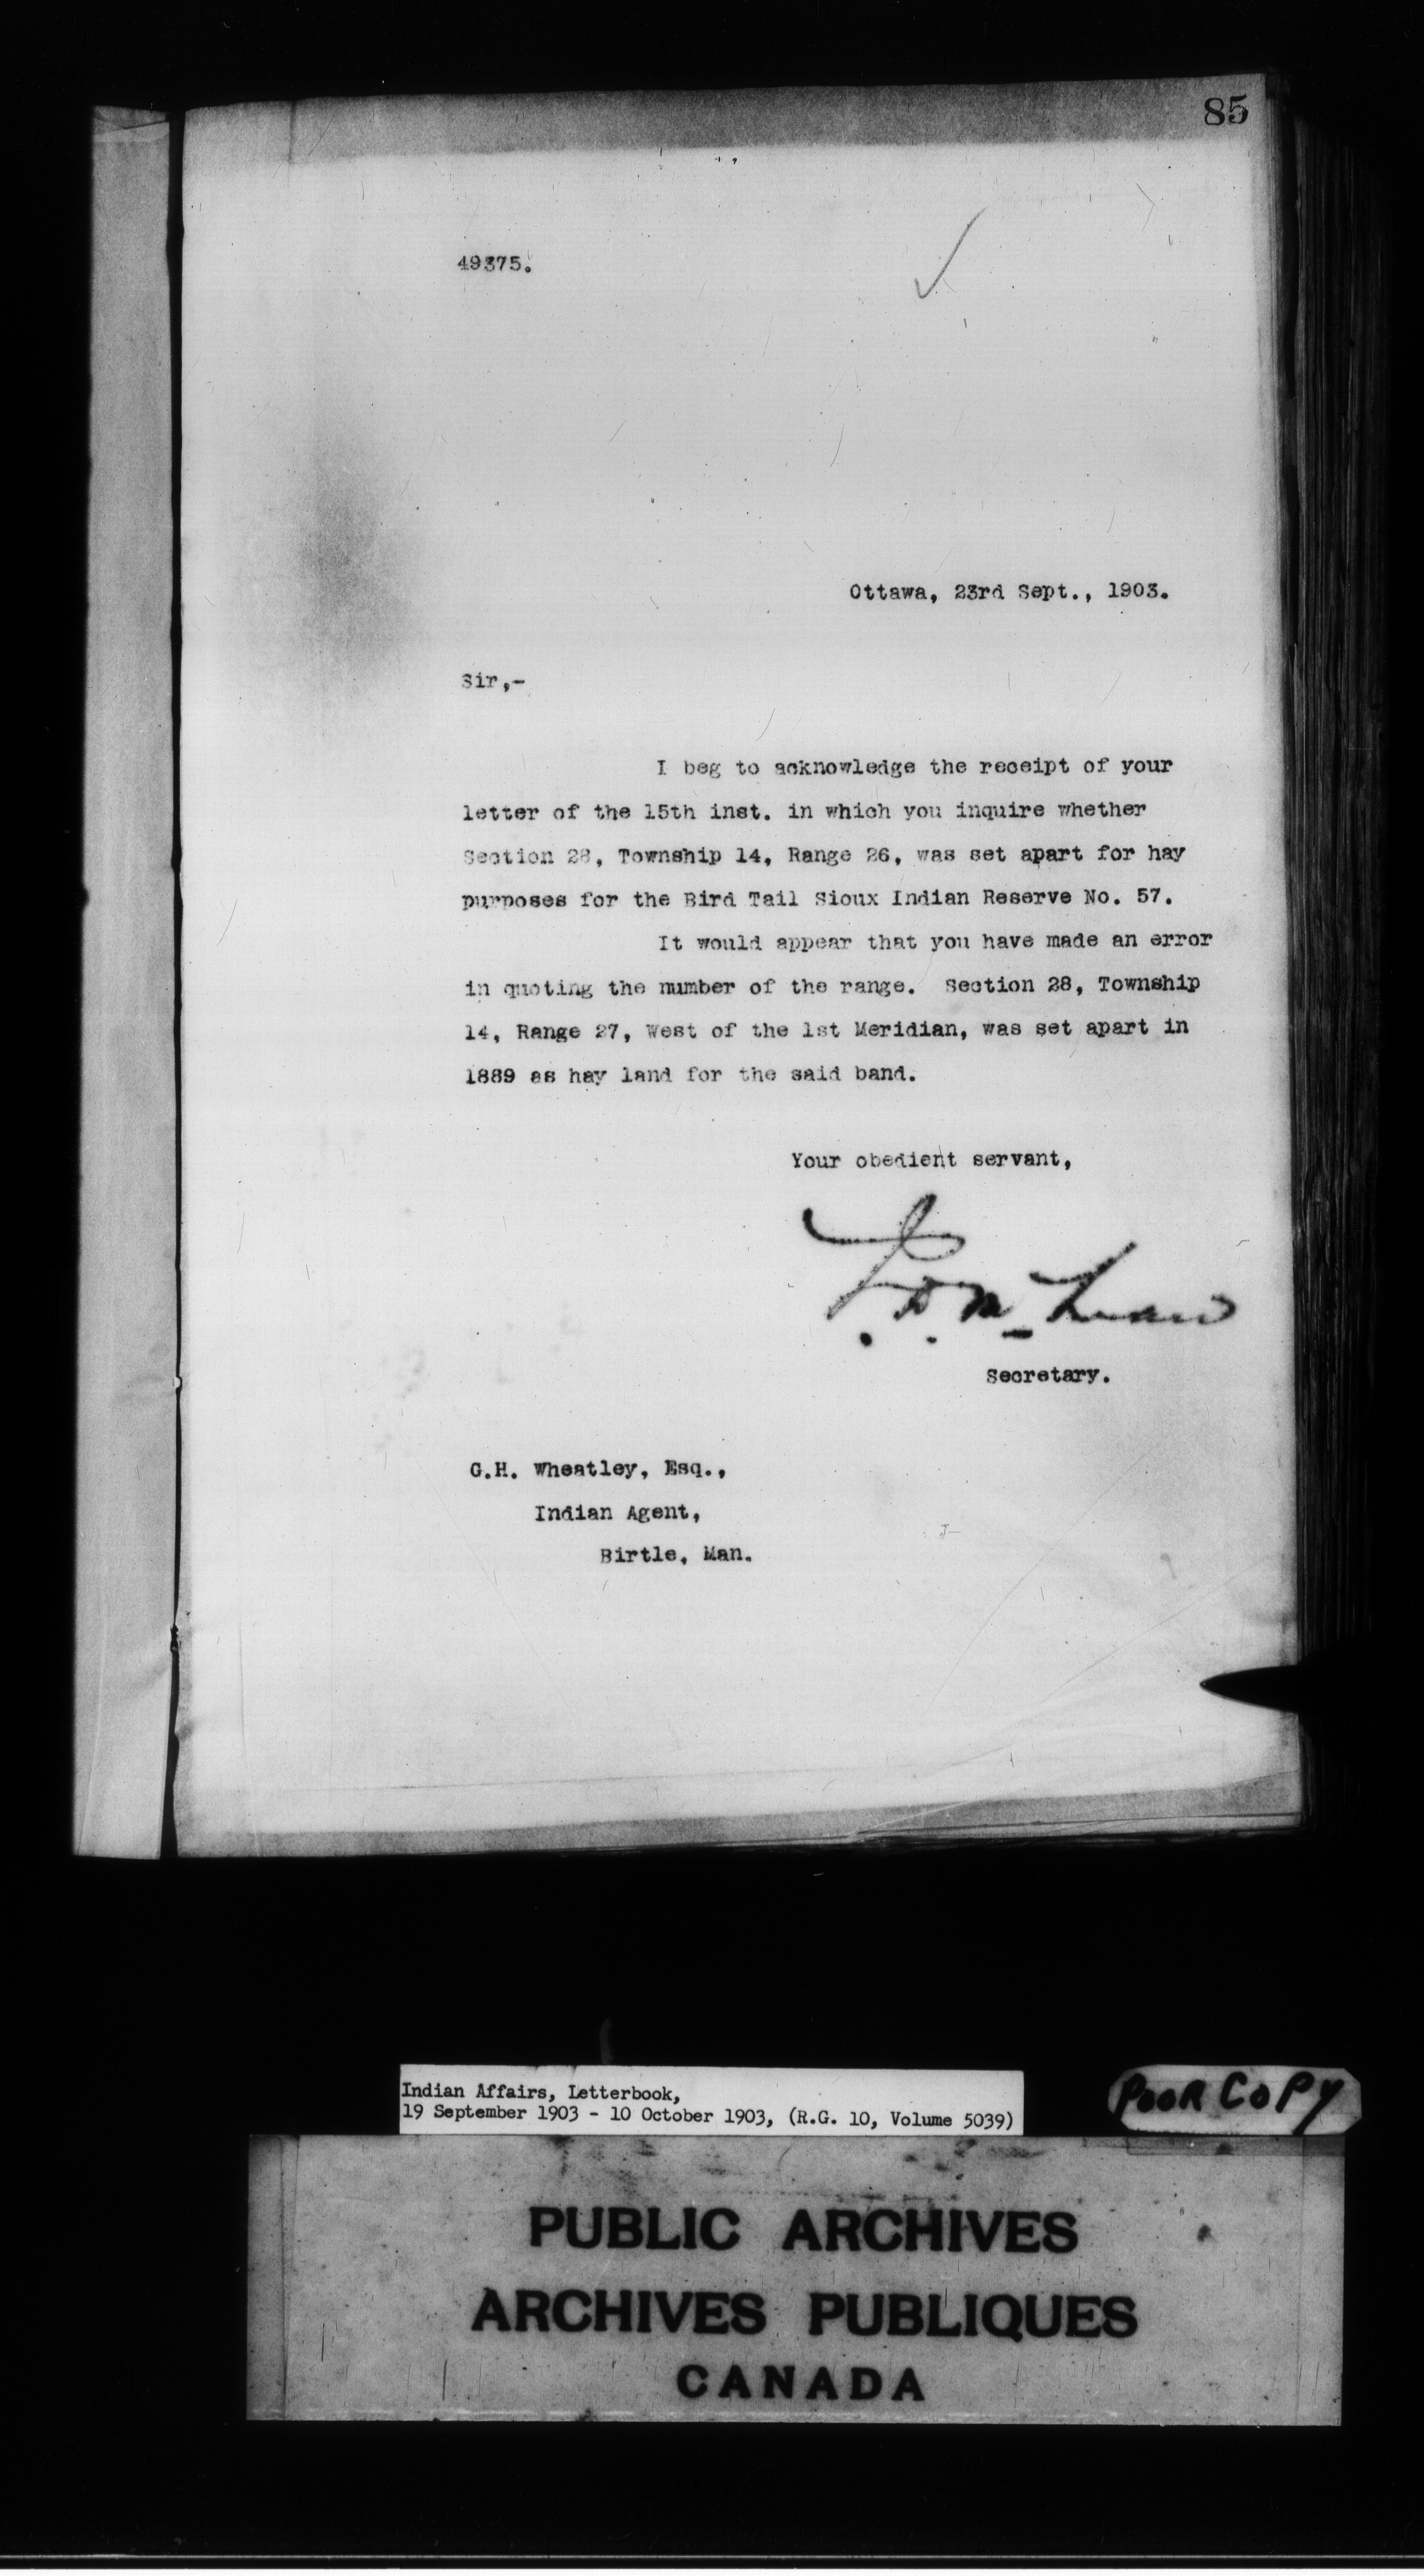 85
49375.
Ottawa, 23rd Sept., 1903.
Sir,-
I beg to acknowledge the receipt of your
letter of the 15th inst. in which you inquire whether
Section 28, Township 14, Range 26, was set apart for hay
purposes for the Bird Tail Sioux Indian Reserve No. 57.
It would appear that you have made an error
in quoting the number of the range. Section 28, Township
14, Range 27, West of the 1st Meridian, was set apart in
1889 as hay land for the said band.
Your obedient servant,
J. D. McLean
Secretary.
G.H. Wheatley, Esq.,
Indian Agent,
Birtle, Man.
Indian Affairs, Letterbook,
19 September 1903 - 10 October 1903, (R.G. 10, Volume 5039)
POOR COPY
PUBLIC ARCHIVES
ARCHIVES PUBLIQUES
CANADA